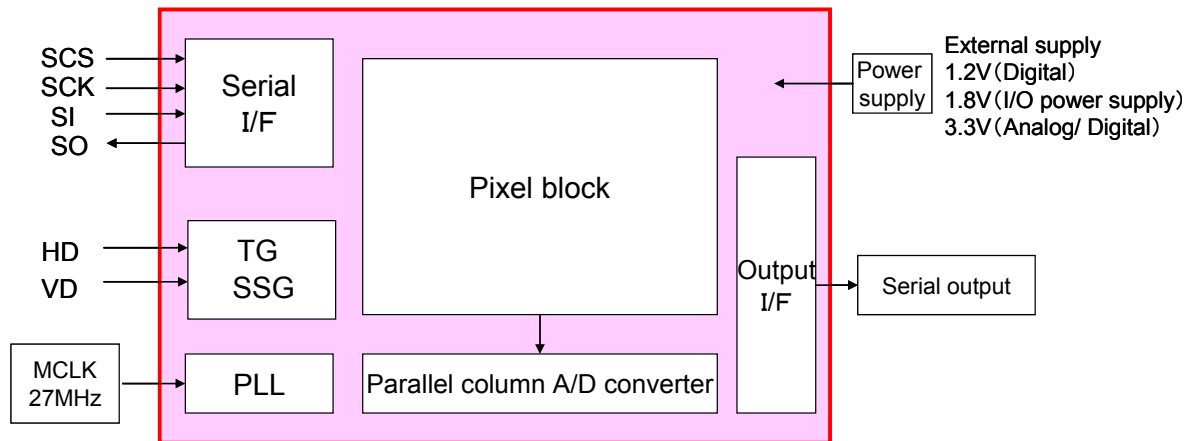 SCS
SCK
SI
SO
Serial
I/F
HD
VD
TG
SSG
MCLK
27MHz
PLL
Pixel block
Parallel column A/D converter
Output
I/F
Power
supply
External supply
1.2V(Digital)
1.8V(I/O power supply)
3.3V(Analog/ Digital)
Serial output